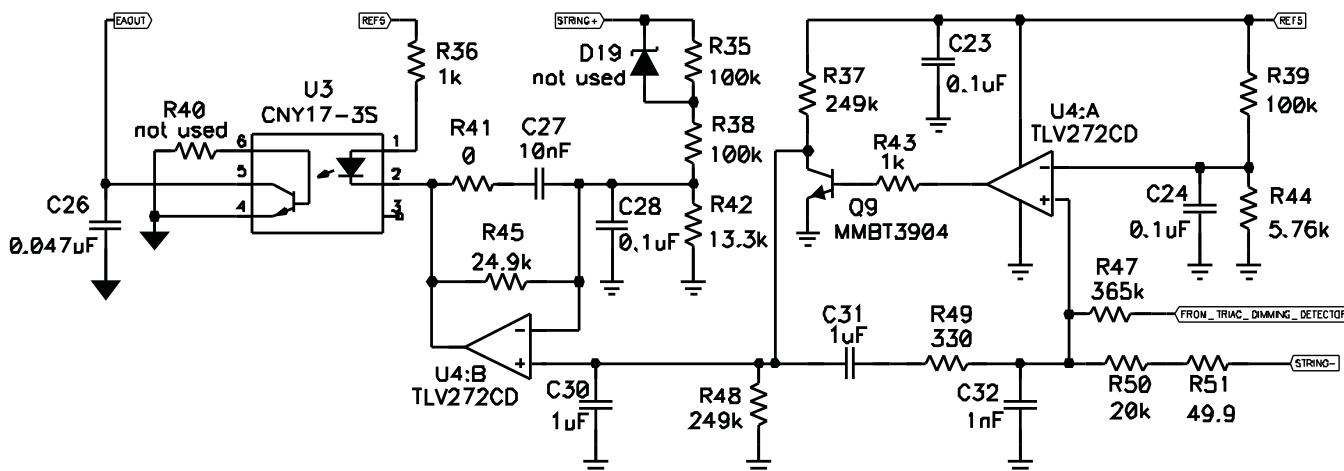 EAOUT
REF5
STRING+
REF5
R36
1k
D19
not used
R35
100k
C23
0.1uF
R37
249k
R39
100k
U3
CNY17-3S
R40
not used
U4:A
TLV272CD
R41
0
C27
10nF
R38
100k
R43
1k
6
5
4
1
2
3
-
+
C26
0.047uF
C28
0.1uF
R42
13.3k
Q9
MMBT3904
C24
0.1uF
R44
5.76k
R45
24.9k
R47
365k
FROM_TRIAC_DIMMING_DETECTOR
C31
1uF
R49
330
-
+
U4:B
TLV272CD
C30
1uF
R48
249k
C32
1nF
R50
20k
R51
49.9
STRING-